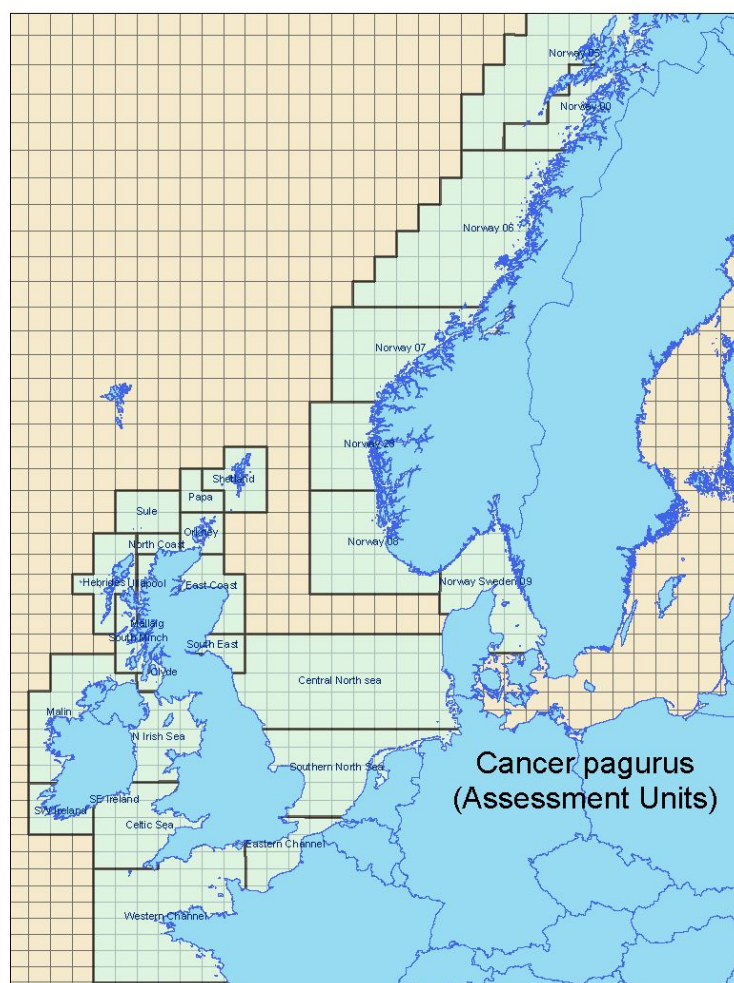 Norway 05
Norway 00
Norway 06
Norway 07
Norway 28
Shetland
Papa
Sule
Orkney
North Coast
Norway 08
Hebrides
Ullapool
East Coast
Norway Sweden 09
Mallaig
South Minch
South East
Clyde
Central North sea
Malin
N Irish Sea
Southern North Sea
Cancer pagurus
(Assessment Units)
SE Ireland
SW Ireland
Celtic Sea
Eastern Channel
Western Channel